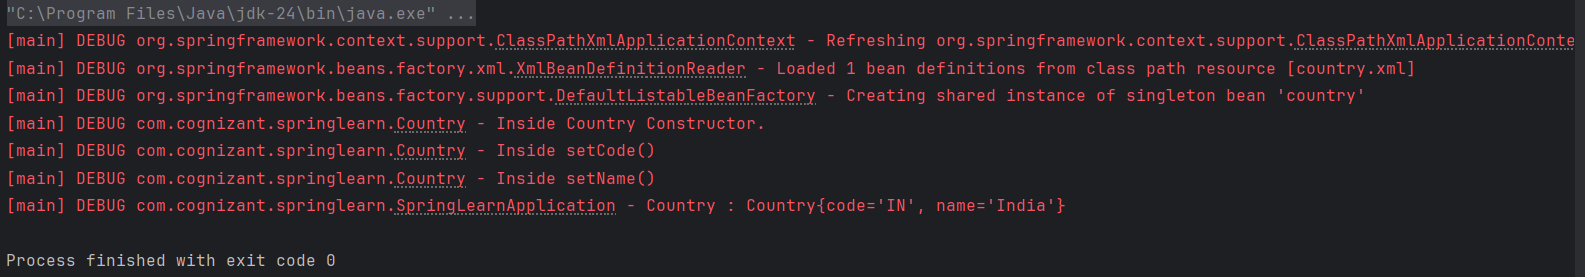 "C:\Program Files\Java\jdk-24\bin\java.exe" ...
[main] DEBUG org.springframework.context.support.ClassPathXmlApplicationContext - Refreshing org.springframework.context.support.ClassPathXmlApplicationConte
[main] DEBUG org.springframework.beans.factory.xml.XmlBeanDefinitionReader - Loaded 1 bean definitions from class path resource [country.xml]
[main] DEBUG org.springframework.beans.factory.support.DefaultListableBeanFactory - Creating shared instance of singleton bean 'country'
[main] DEBUG com.cognizant.springlearn.Country - Inside Country Constructor.
[main] DEBUG com.cognizant.springlearn.Country - Inside setCode()
[main] DEBUG com.cognizant.springlearn.Country - Inside setName()
[main] DEBUG com.cognizant.springlearn.SpringLearnApplication - Country : Country{code='IN', name='India'}
Process finished with exit code 0